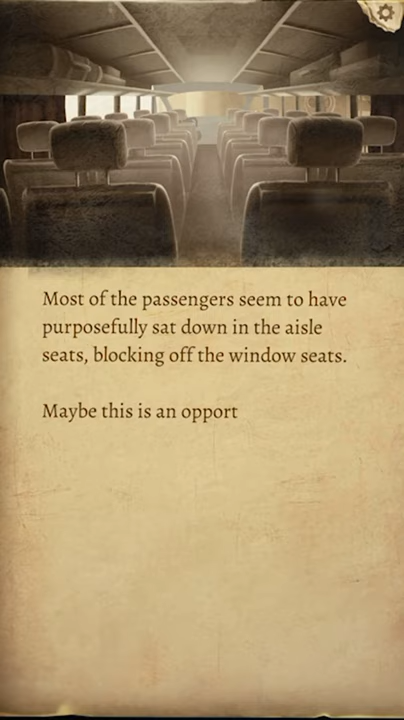 Most of the passengers seem to have
purposefully sat down in the aisle
seats, blocking off the window seats.
Maybe this is an opport